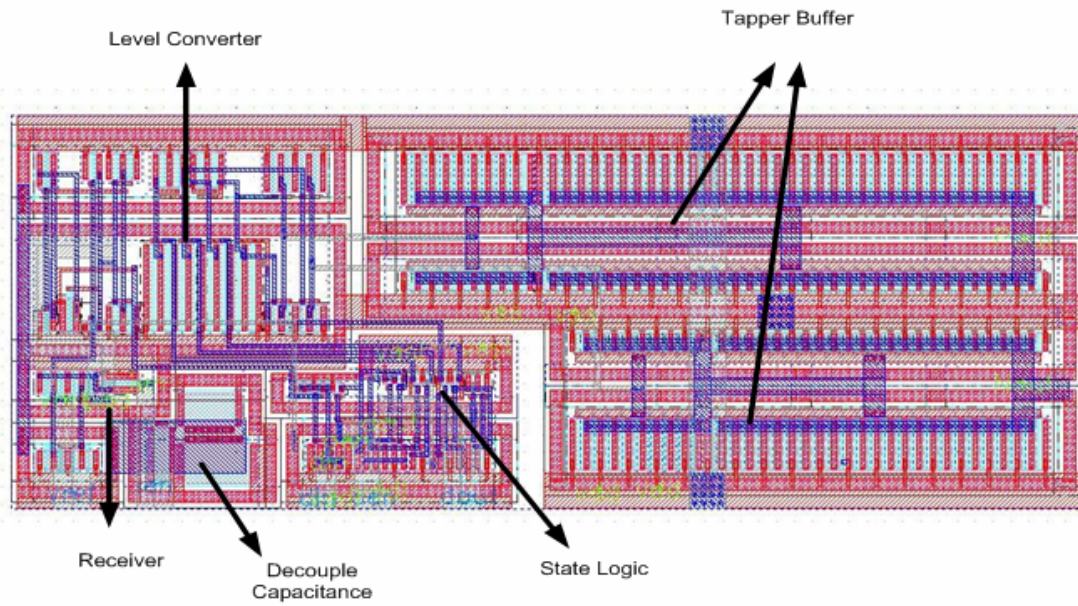 Tapper Buffer
Level Converter
Receiver
Decouple
Capacitance
State Logic